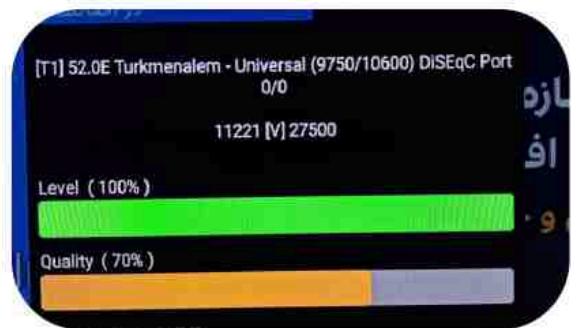 [T1] 52.0E Turkmenalem - Universal (9750/10600) DiSEqC Port
0/0
11221 [V] 27500
Level ( 100% )
Quality ( 70% )